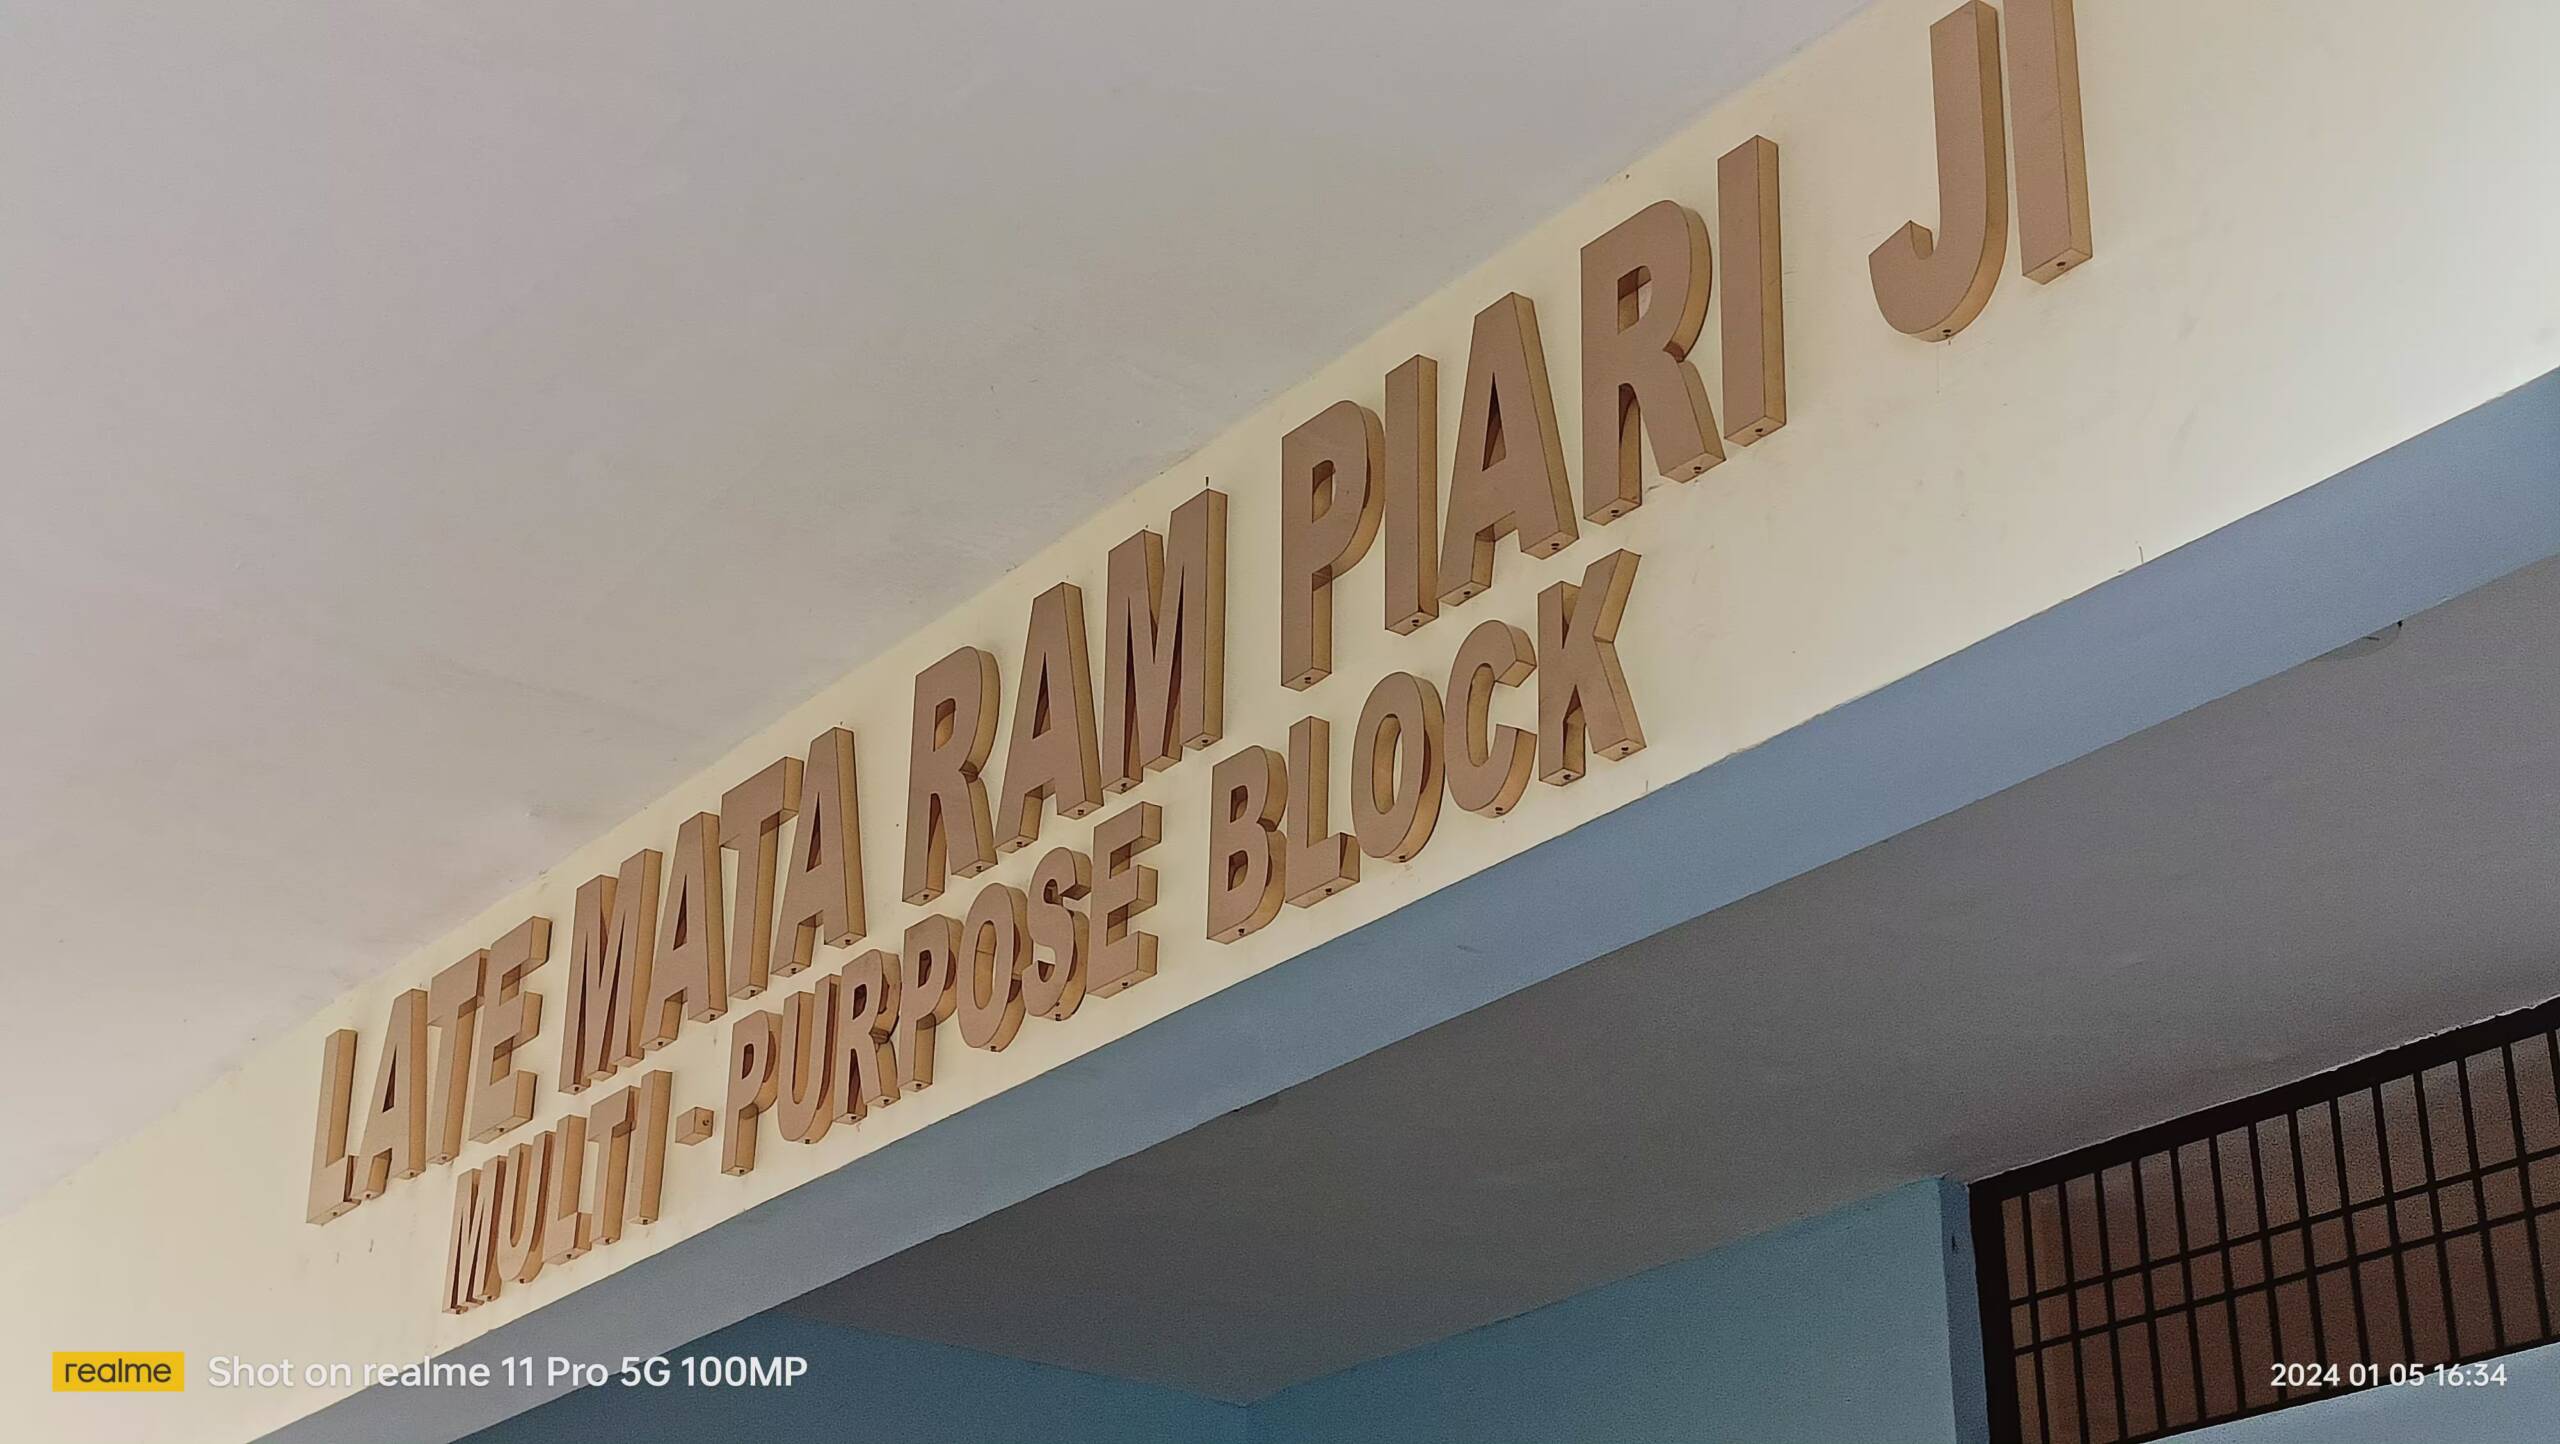 LATE MATA RAM PIARI JI
MULTI-PURPOSE BLOCK
realme Shot on realme 11 Pro 5G 100MP
2024 01 05 16:34